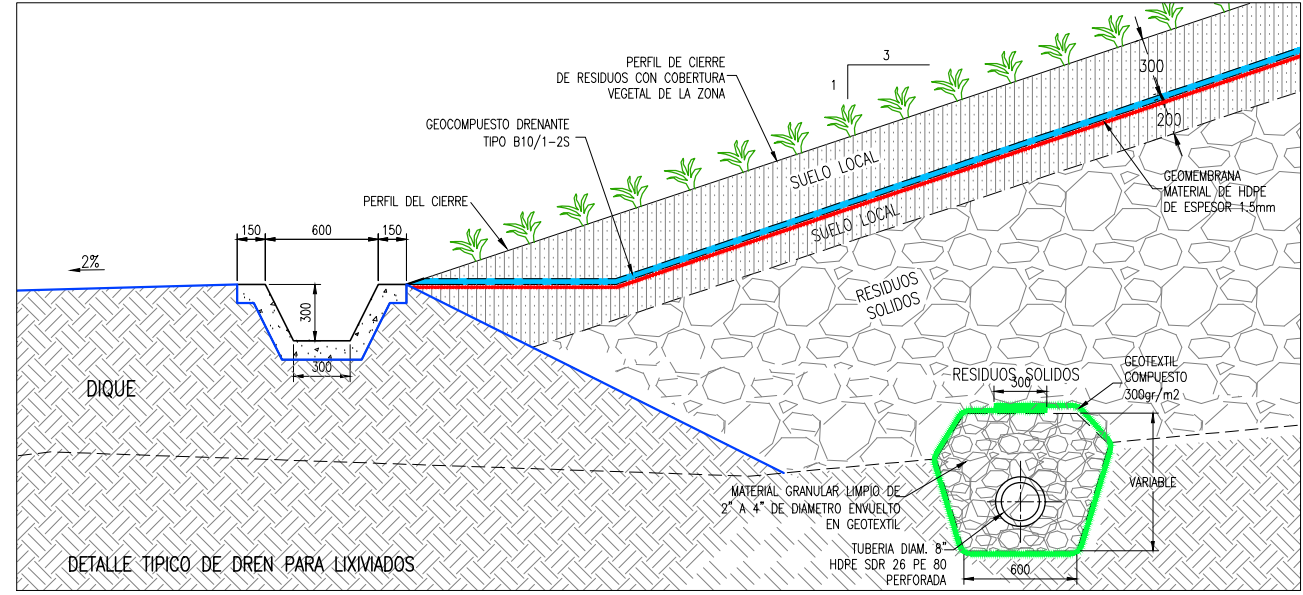 PERFIL DE CIERRE
DE RESIDUOS CON COBERTURA
VEGETAL DE LA ZONA
3
1
300
200
GEOCOMPUESTO DRENANTE
TIPO B10/1-2S
SUELO LOCAL
GEOMEMBRANA
MATERIAL DE HDPE
DE ESPESOR 1.5mm
PERFIL DEL CIERRE
SUELO LOCAL
150
600
150
2%
300
300
RESIDUOS
SOLIDOS
DIQUE
RESIDUOS SOLIDOS
300
GEOTEXTIL
COMPUESTO
300gr/m2
VARIABLE
MATERIAL GRANULAR LIMPIO DE
2" A 4" DE DIAMETRO ENVUELTO
EN GEOTEXTIL
TUBERIA DIAM. 8"
HDPE SDR 26 PE 80
PERFORADA
600
DETALLE TIPICO DE DREN PARA LIXIVIADOS